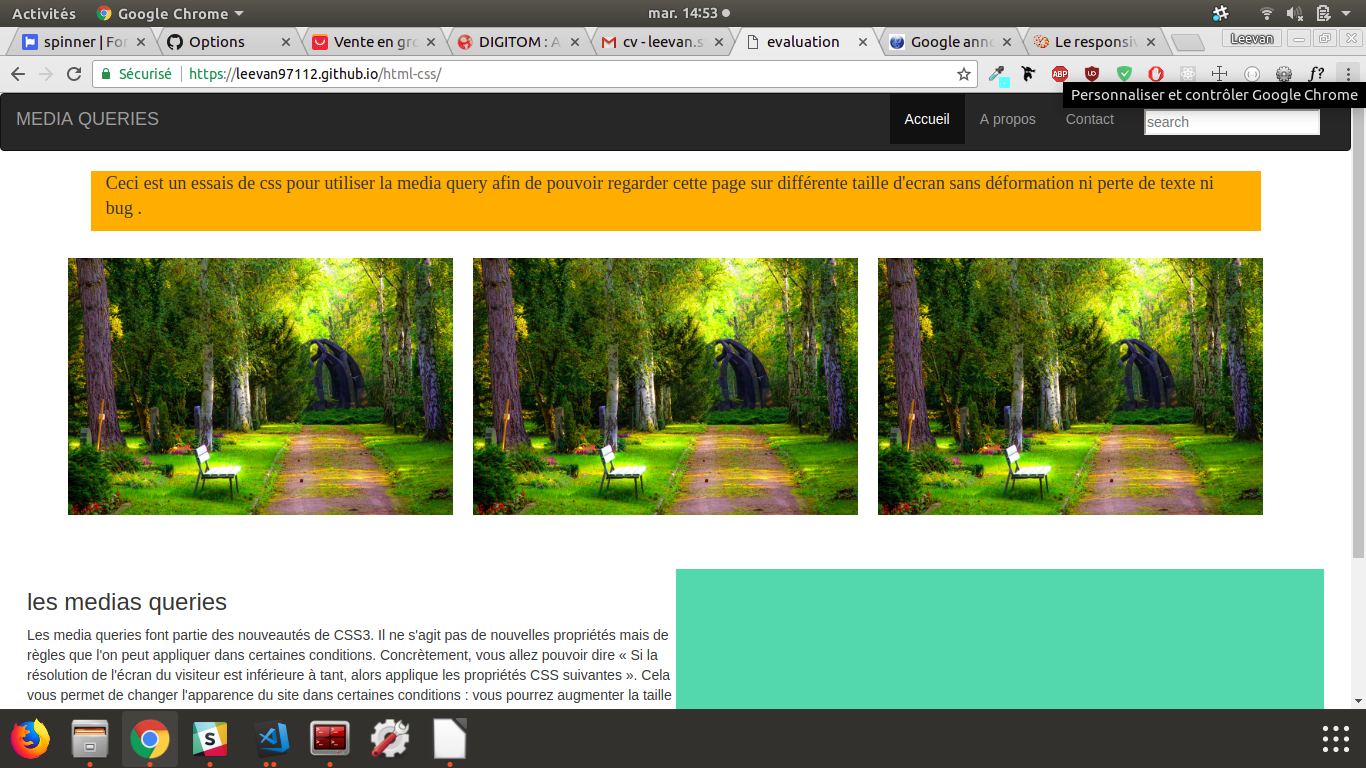 Activités Google Chrome mar. 14:53
spinner | For Options Vente en gro DIGITOM : A cv - leevan.s evaluation Google anno Le responsiv Leevan
Sécurisé https://leevan97112.github.io/html-css/ ABP f?
Personnaliser et contrôler Google Chrome
MEDIA QUERIES Accueil A propos Contact search
Ceci est un essais de css pour utiliser la media query afin de pouvoir regarder cette page sur différente taille d'ecran sans déformation ni perte de texte ni
bug .
les medias queries
Les media queries font partie des nouveautés de CSS3. Il ne s'agit pas de nouvelles propriétés mais de
règles que l'on peut appliquer dans certaines conditions. Concrètement, vous allez pouvoir dire « Si la
résolution de l'écran du visiteur est inférieure à tant, alors applique les propriétés CSS suivantes ». Cela
vous permet de changer l'apparence du site dans certaines conditions : vous pourrez augmenter la taille